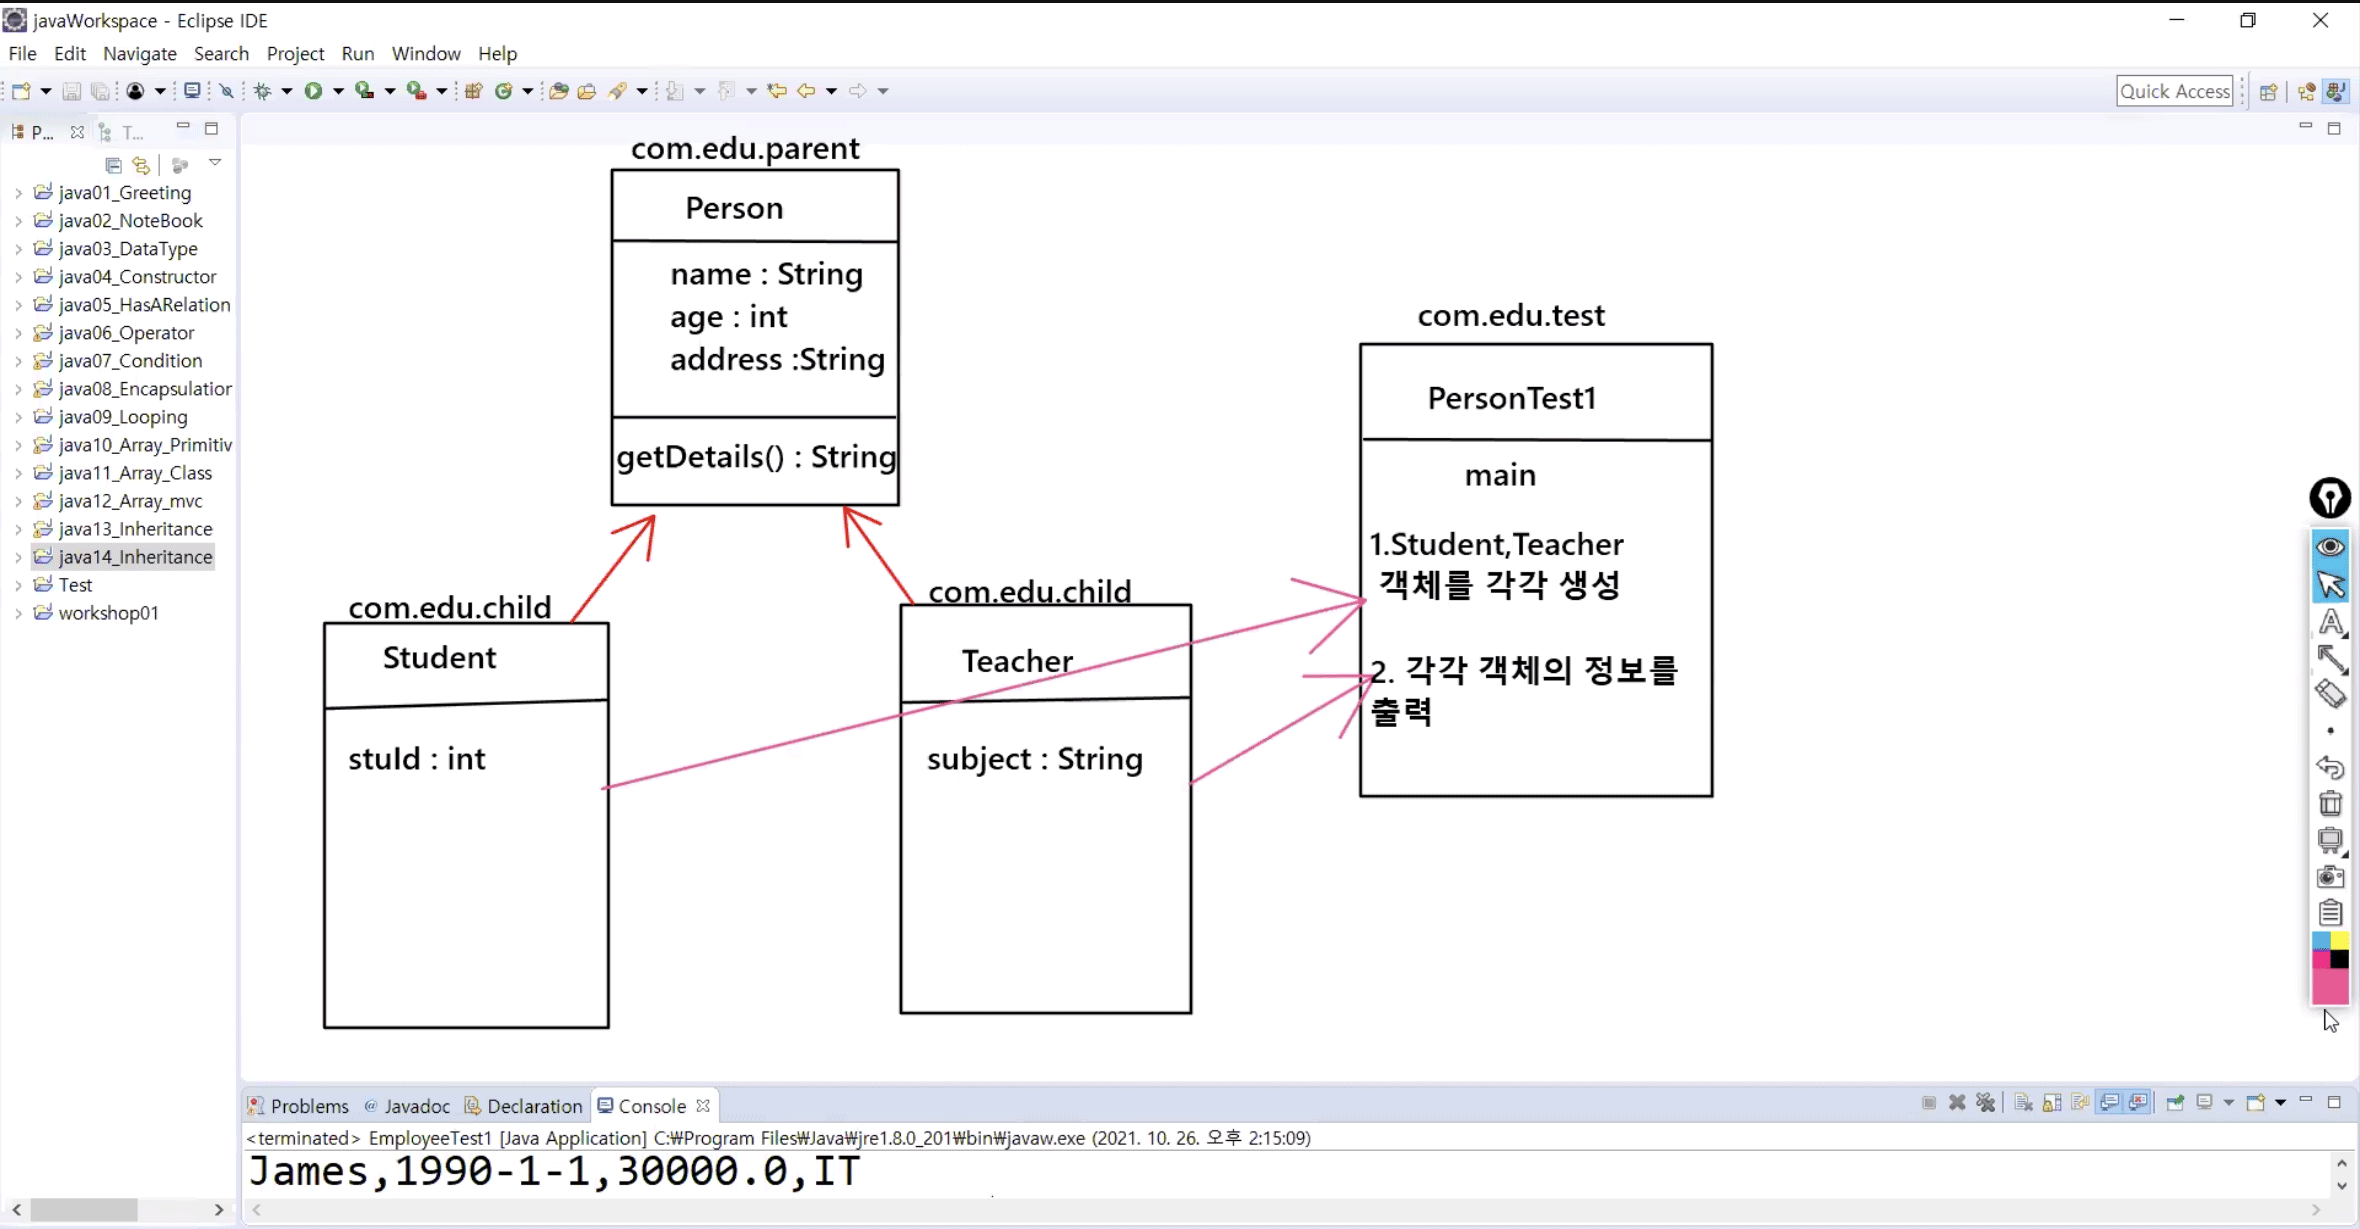 javaWorkspace - Eclipse IDE
File Edit Navigate Search Project Run Window Help
Quick Access
P...
T...
java01_Greeting
java02_NoteBook
java03_DataType
java04_Constructor
java05_HasARelation
java06_Operator
java07_Condition
java08_Encapsulation
java09_Looping
java10_Array_Primitiv
java11_Array_Class
java12_Array_mvc
java13_Inheritance
java14_Inheritance
Test
workshop01
com.edu.parent
Person
name : String
age : int
address :String
getDetails() : String
com.edu.child
Student
stuId : int
com.edu.child
Teacher
subject : String
com.edu.test
PersonTest1
main
1.Student,Teacher
객체를 각각 생성
2. 각각 객체의 정보를
출력
Problems @ Javadoc Declaration Console
<terminated> EmployeeTest1 [Java Application] C:₩Program Files₩Java₩jre1.8.0_201₩bin₩javaw.exe (2021. 10. 26. 오후 2:15:09)
James,1990-1-1,30000.0,IT